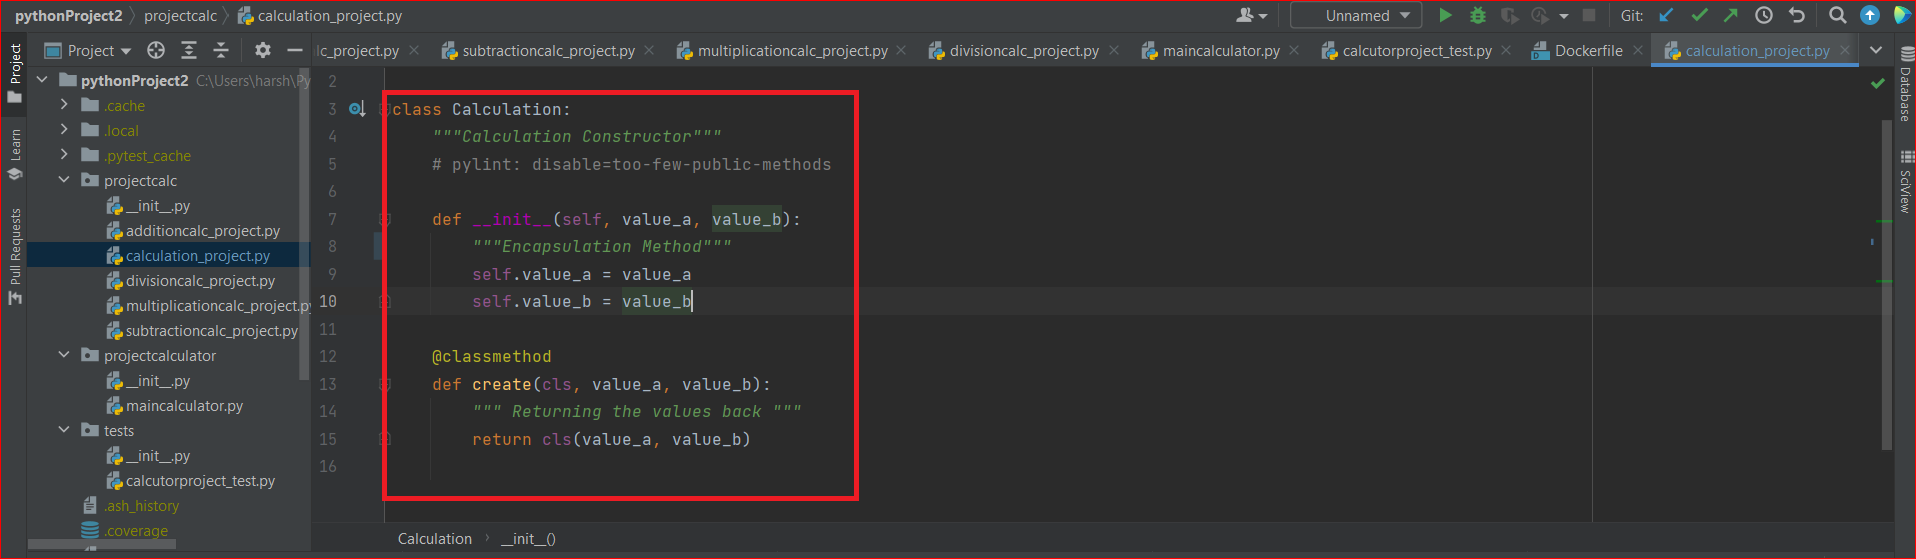 pythonProject2 projectcalc calculation_project.py Unnamed Git:
Project Project lc_project.py subtractioncalc_project.py multiplicationcalc_project.py divisioncalc_project.py maincalculator.py calcutorproject_test.py Dockerfile calculation_project.py
pythonProject2 C:\Users\harsh\Py
.cache
.local
.pytest_cache
projectcalc
__init__.py
additioncalc_project.py
calculation_project.py
divisioncalc_project.py
multiplicationcalc_project.py
subtractioncalc_project.py
projectcalculator
__init__.py
maincalculator.py
tests
__init__.py
calcutorproject_test.py
.ash_history
.coverage
Learn
Pull Requests
2
3 class Calculation:
4 """Calculation Constructor"""
5 # pylint: disable=too-few-public-methods
6
7 def __init__(self, value_a, value_b):
8 """Encapsulation Method"""
9 self.value_a = value_a
10 self.value_b = value_b
11
12 @classmethod
13 def create(cls, value_a, value_b):
14 """ Returning the values back """
15 return cls(value_a, value_b)
16
Calculation __init__()
Database
SciView